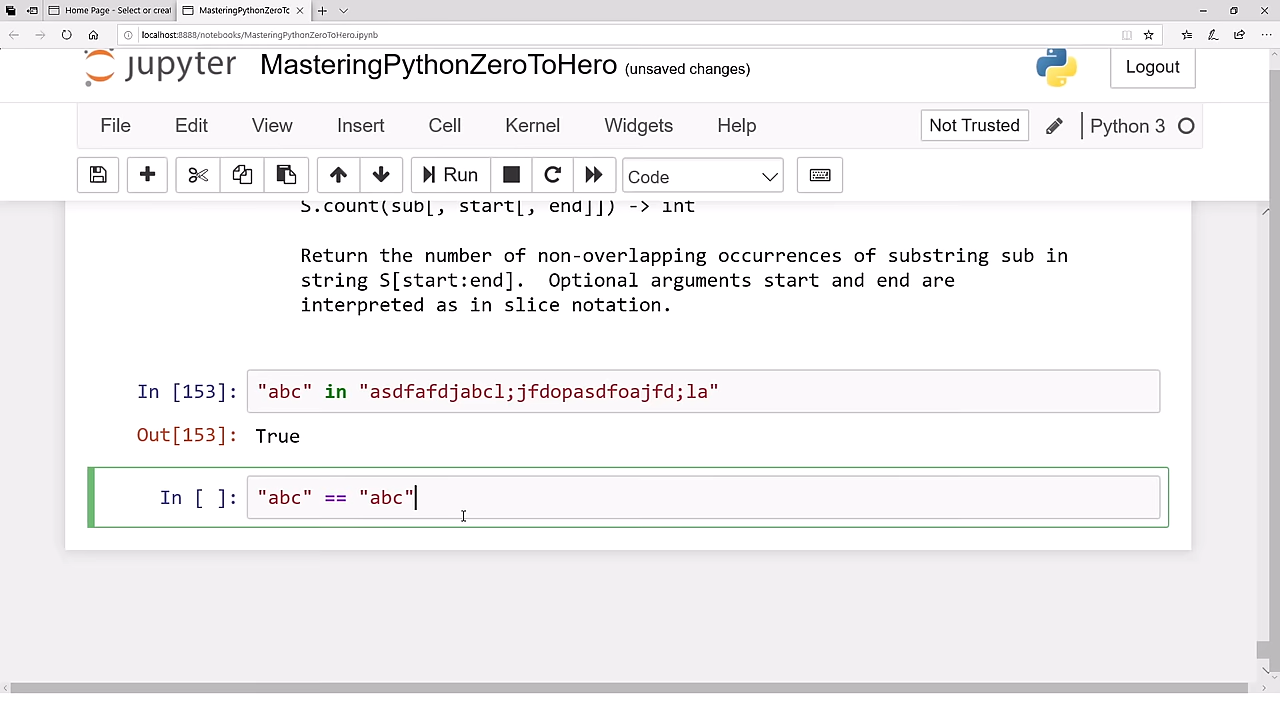 Home Page - Select or creat
MasteringPythonZeroToC
localhost:8888/notebooks/MasteringPythonZeroToHero.ipynb
jupyter MasteringPythonZeroToHero (unsaved changes)
Logout
File Edit View Insert Cell Kernel Widgets Help
Not Trusted
Python 3
Run
Code
S.count(sub[, start[, end]]) -> int
Return the number of non-overlapping occurrences of substring sub in
string S[start:end].  Optional arguments start and end are
interpreted as in slice notation.
In [153]: "abc" in "asdfafdjabcl;jfdopasdfoajfd;la"
Out[153]: True
In [ ]: "abc" == "abc"